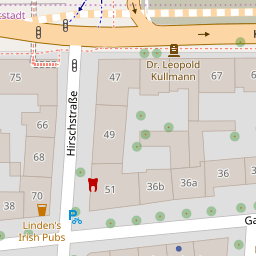 stadt
K
75
47
Dr. Leopold
Kullmann
Hirschstraße
66
49
68
70
51
36b
36a
36
38
Linden's
Irish Pubs
Ga